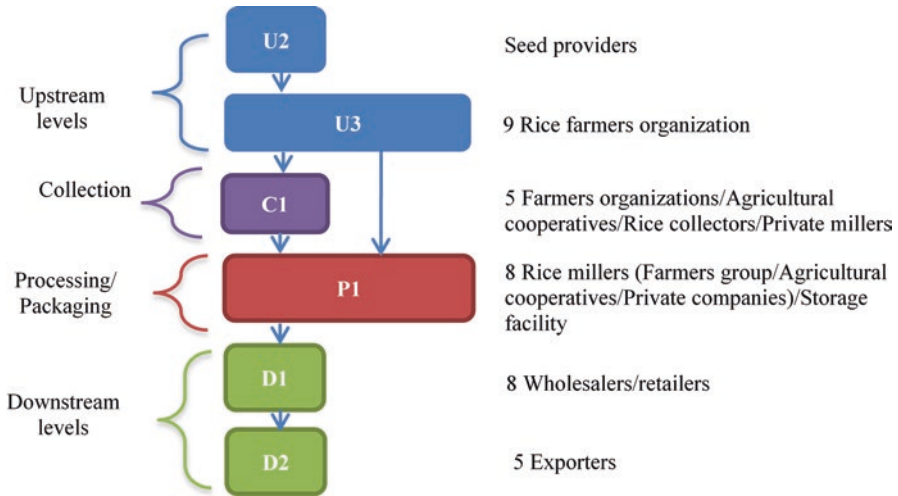 U2
Seed providers
Upstream
levels
U3
9 Rice farmers organization
Collection
C1
5 Farmers organizations/Agricultural
cooperatives/Rice collectors/Private millers
Processing/
Packaging
P1
8 Rice millers (Farmers group/Agricultural
cooperatives/Private companies)/Storage
facility
D1
8 Wholesalers/retailers
Downstream
levels
D2
5 Exporters